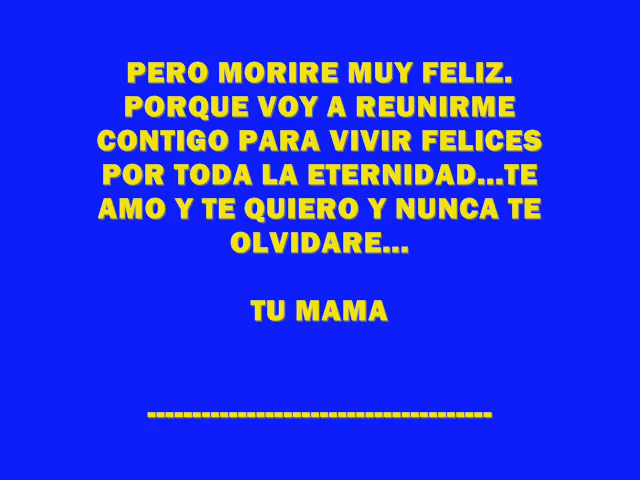 PERO MORIRE MUY FELIZ.
PORQUE VOY A REUNIRME
CONTIGO PARA VIVIR FELICES
POR TODA LA ETERNIDAD...TE
AMO Y TE QUIERO Y NUNCA TE
OLVIDARE...
TU MAMA
--------------------------------------